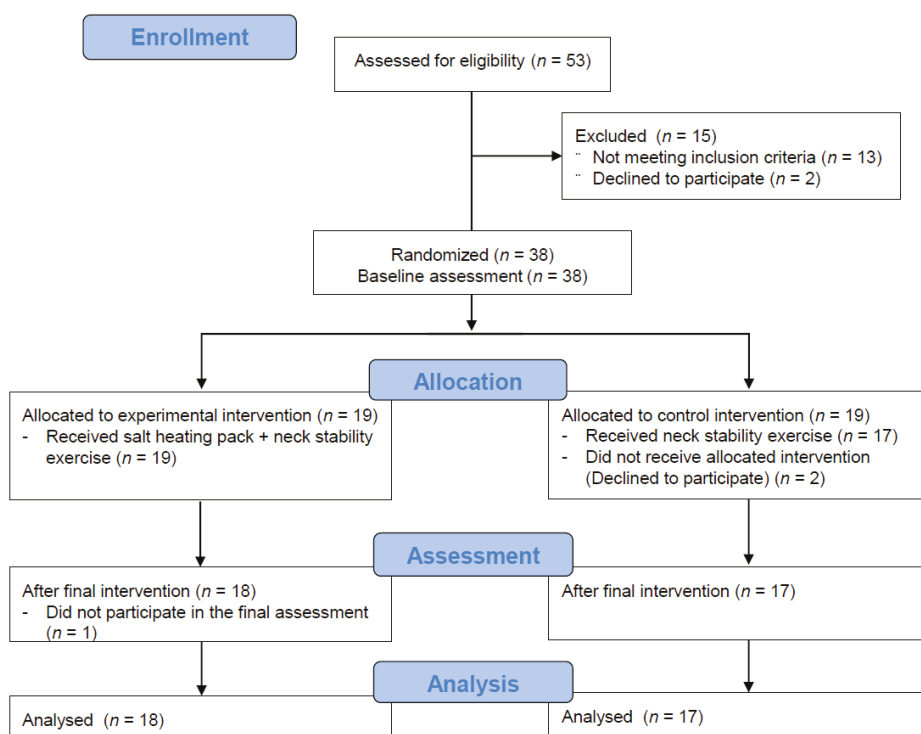 Enrollment
Assessed for eligibility (n = 53)
Excluded (n = 15)
¨ Not meeting inclusion criteria (n = 13)
¨ Declined to participate (n = 2)
Randomized (n = 38)
Baseline assessment (n = 38)
Allocation
Allocated to experimental intervention (n = 19)
- Received salt heating pack + neck stability
exercise (n = 19)
Allocated to control intervention (n = 19)
- Received neck stability exercise (n = 17)
- Did not receive allocated intervention
(Declined to participate) (n = 2)
Assessment
After final intervention (n = 18)
- Did not participate in the final assessment
(n = 1)
After final intervention (n = 17)
Analysis
Analysed (n = 18)
Analysed (n = 17)